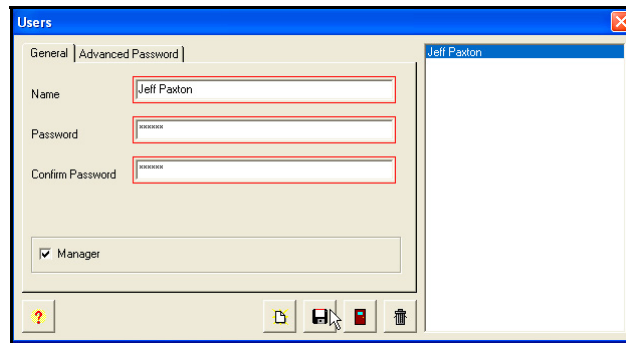 Users
General Advanced Password
Jeff Paxton
Name Jeff Paxton
Password ××××××
Confirm Password ××××××
Manager
?